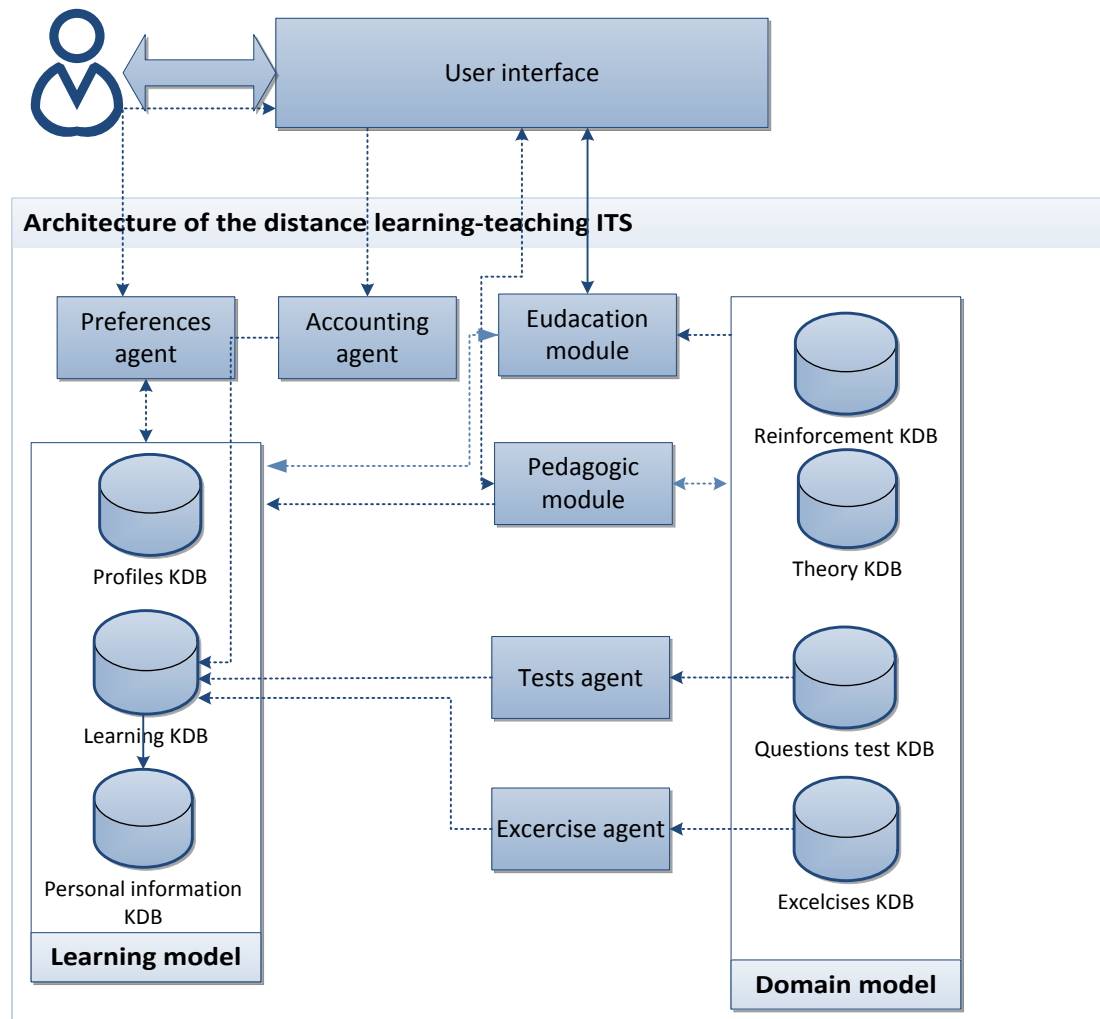 User interface
Architecture of the distance learning-teaching ITS
Preferences
agent
Accounting
agent
Eudacation
module
Reinforcement KDB
Pedagogic
module
Profiles KDB
Theory KDB
Tests agent
Learning KDB
Questions test KDB
Excercise agent
Personal information
KDB
Excelcises KDB
Learning model
Domain model